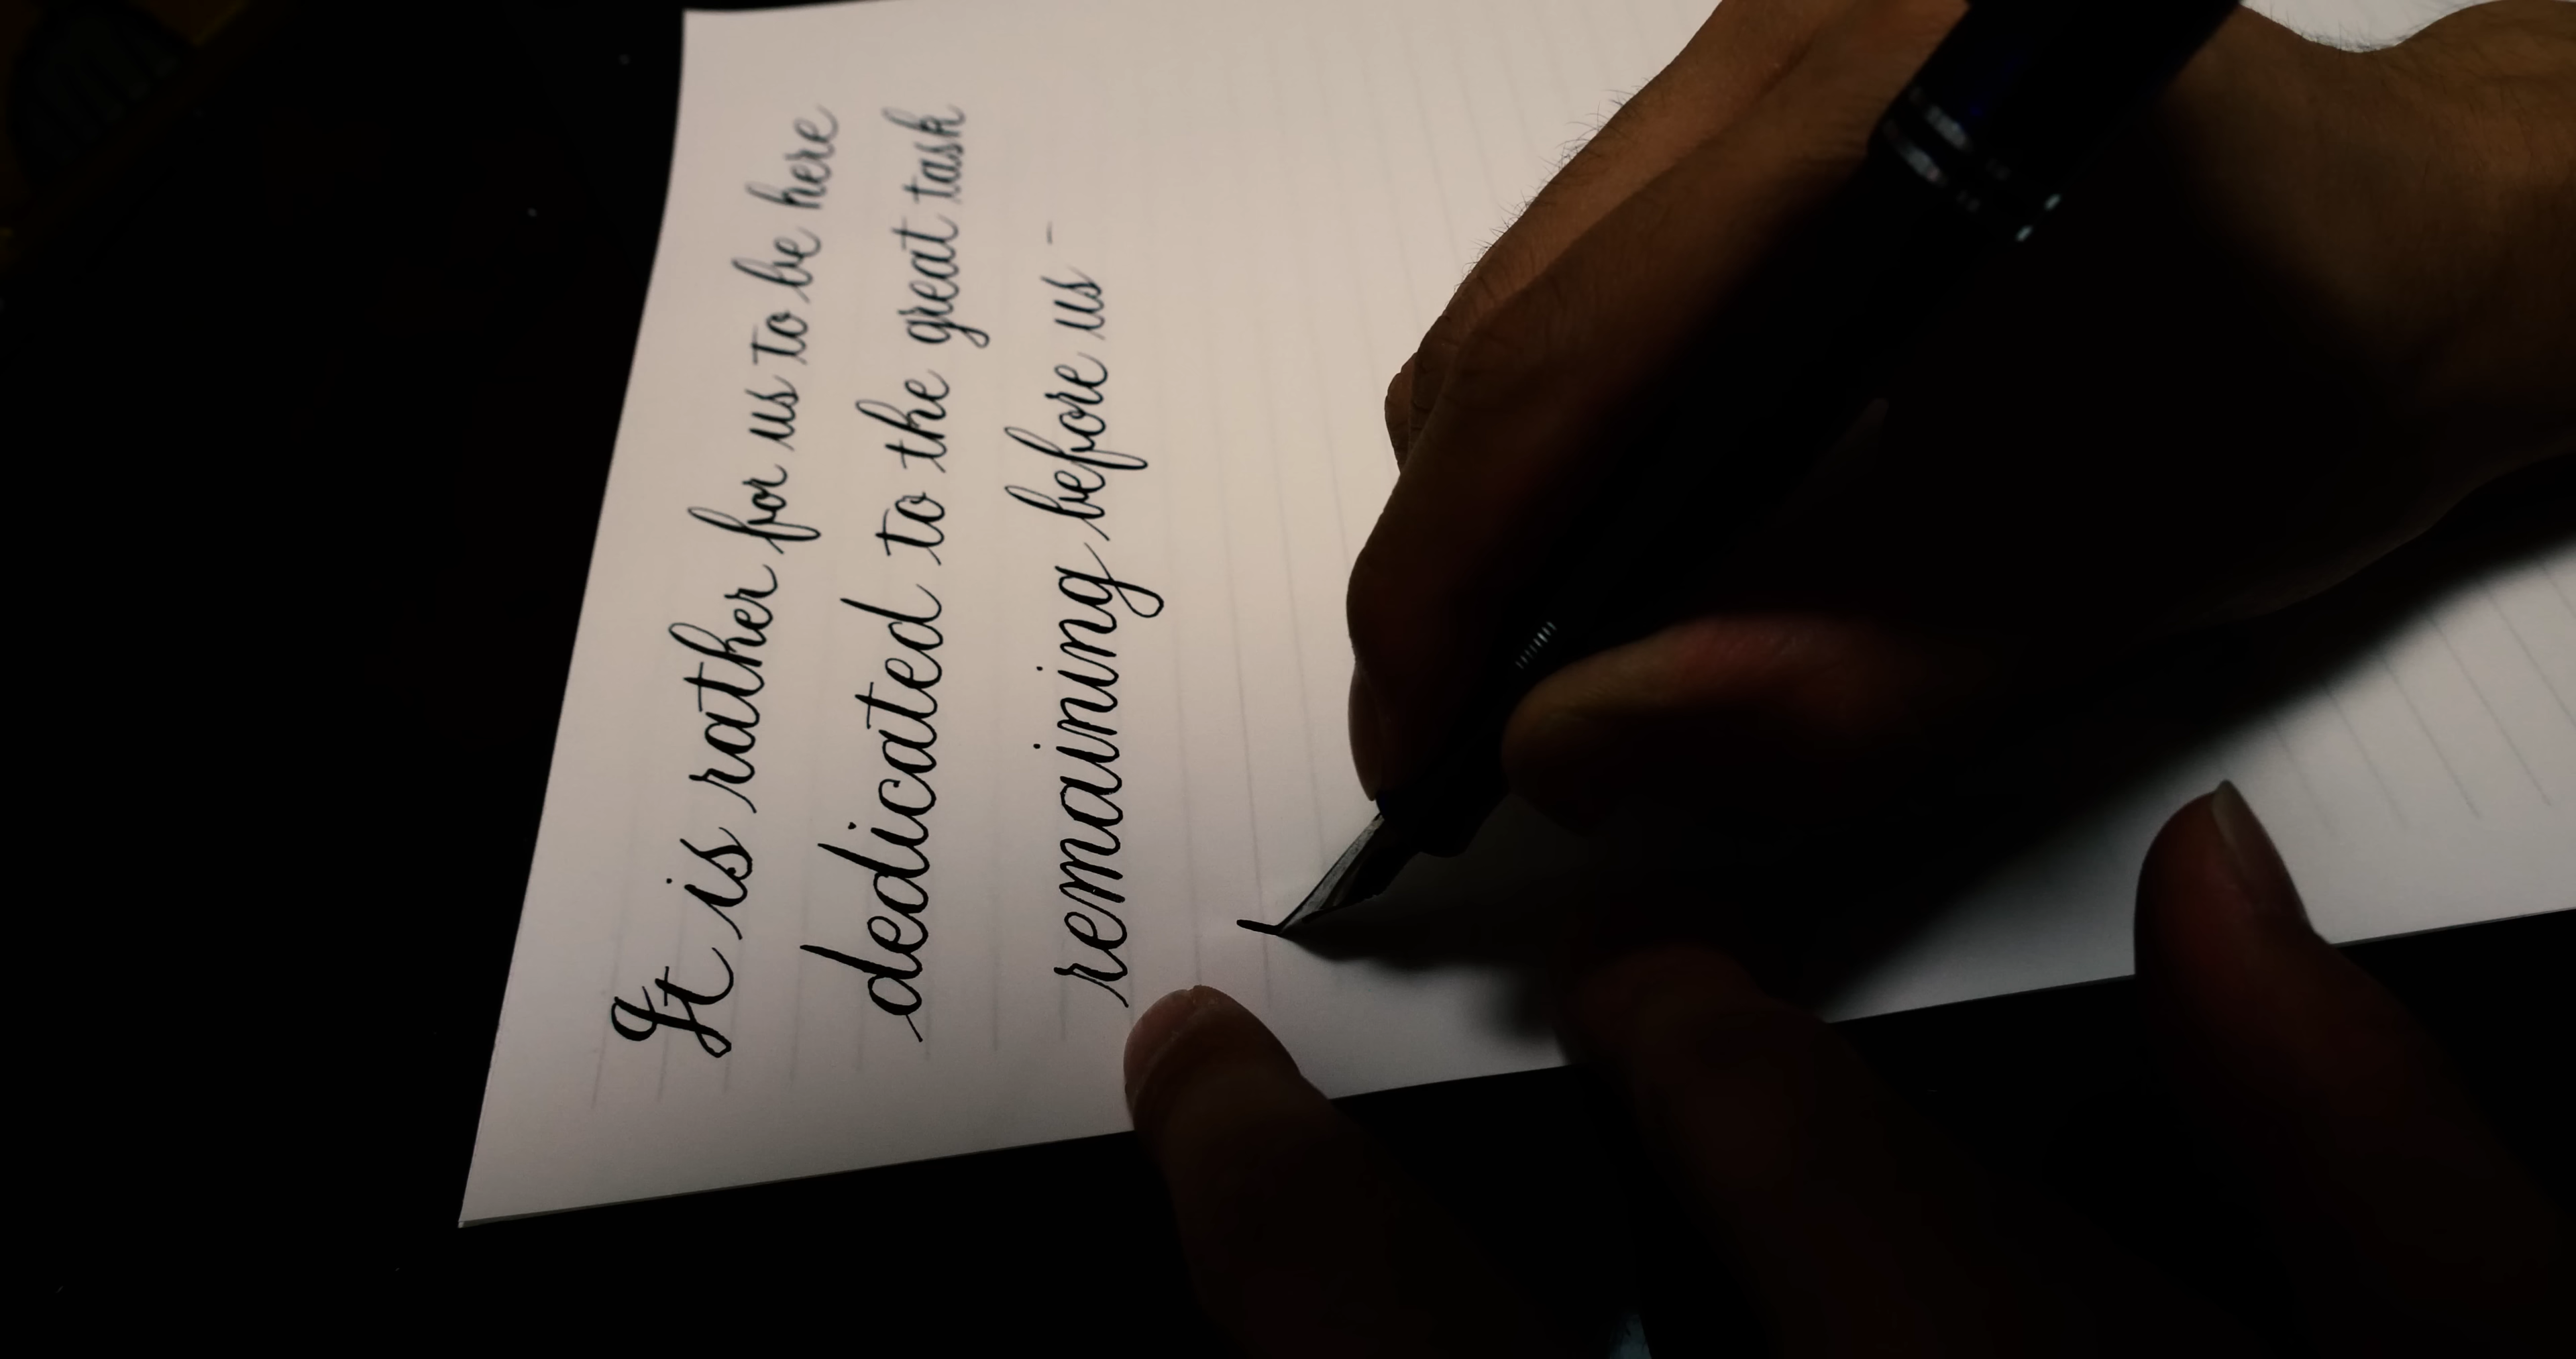 It is rather for us to be here
dedicated to the great task
remaining before us -